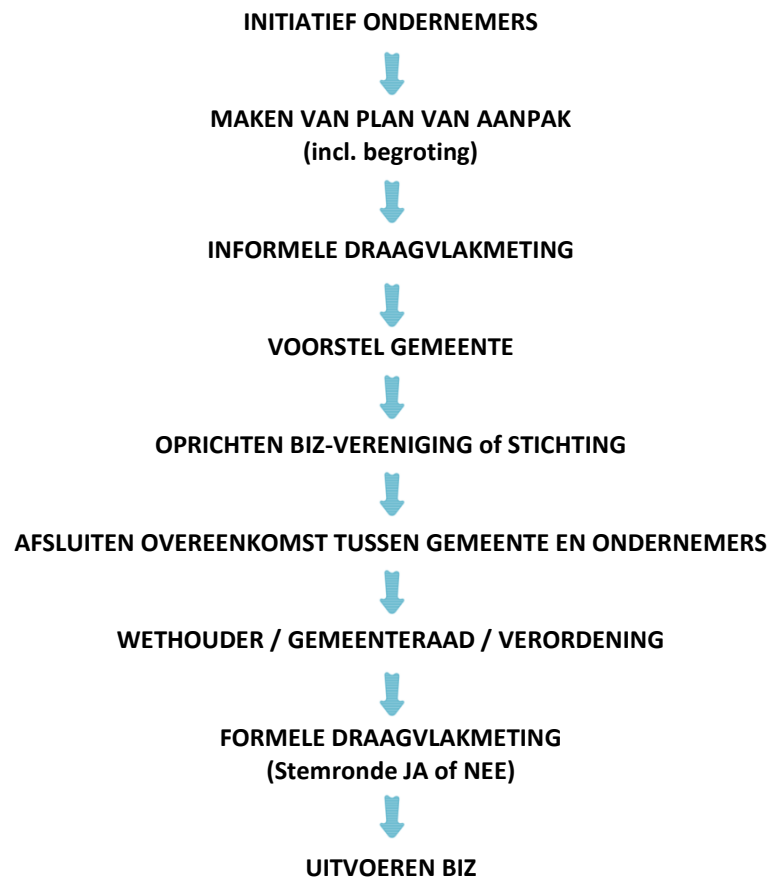 INITIATIEF ONDERNEMERS
MAKEN VAN PLAN VAN AANPAK
(incl. begroting)
INFORMELE DRAAGVLAKMETING
VOORSTEL GEMEENTE
OPRICHTEN BIZ-VERENIGING of STICHTING
AFSLUITEN OVEREENKOMST TUSSEN GEMEENTE EN ONDERNEMERS
WETHOUDER / GEMEENTERAAD / VERORDENING
FORMELE DRAAGVLAKMETING
(Stemronde JA of NEE)
UITVOEREN BIZ